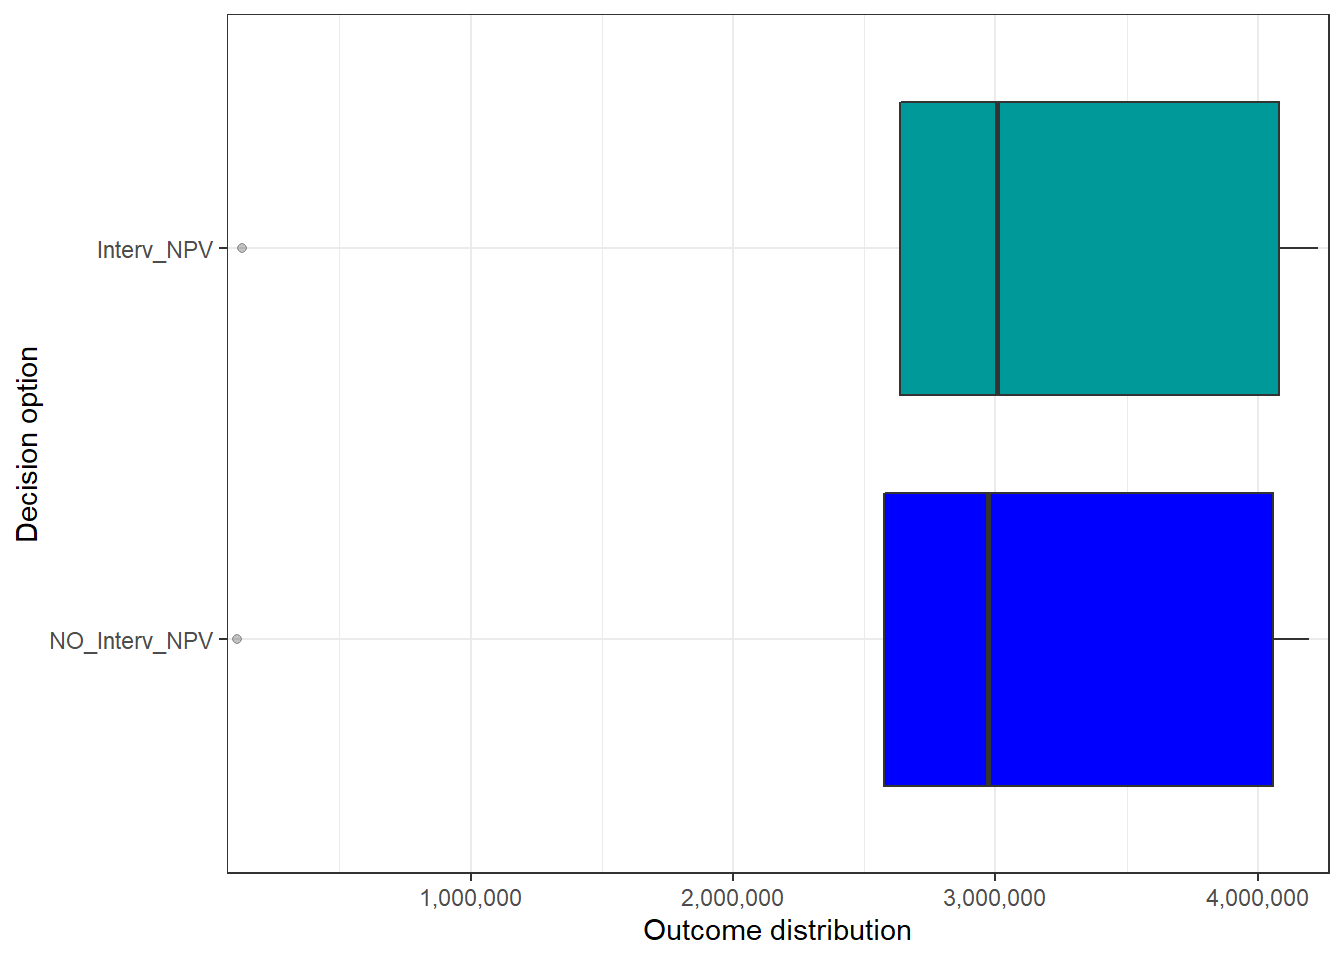 Decision option
Interv_NPV
NO_Interv_NPV
1,000,000 2,000,000 3,000,000 4,000,000
Outcome distribution